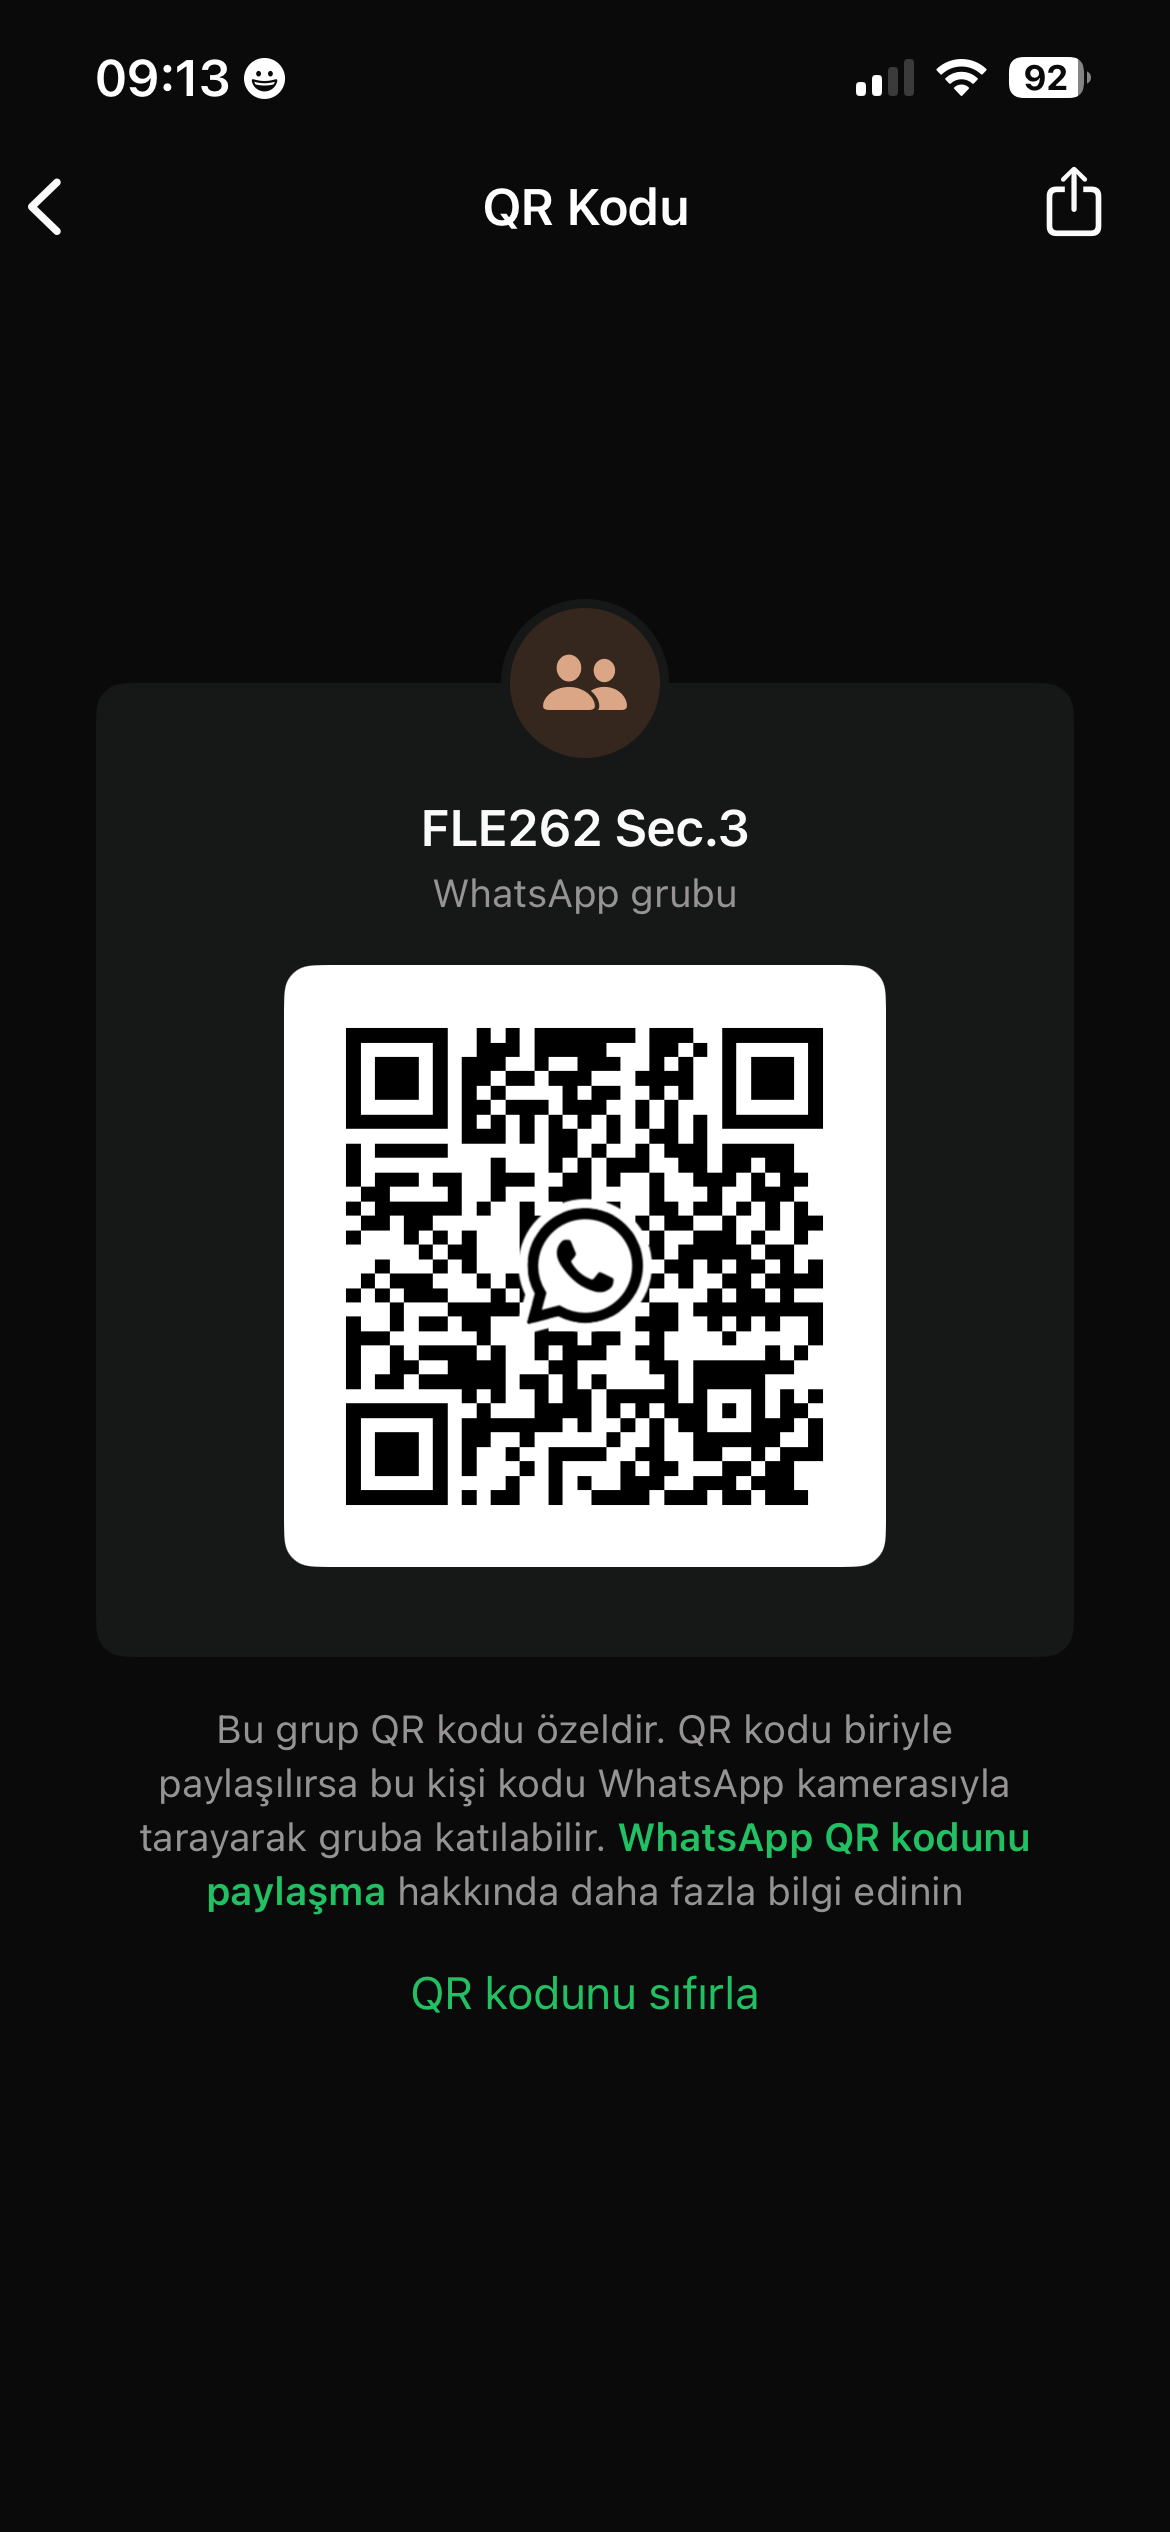 09:13
92
QR Kodu
FLE262 Sec.3
WhatsApp grubu
Bu grup QR kodu özeldir. QR kodu biriyle
paylaşılırsa bu kişi kodu WhatsApp kamerasıyla
tarayarak gruba katılabilir. WhatsApp QR kodunu
paylaşma hakkında daha fazla bilgi edinin
QR kodunu sıfırla